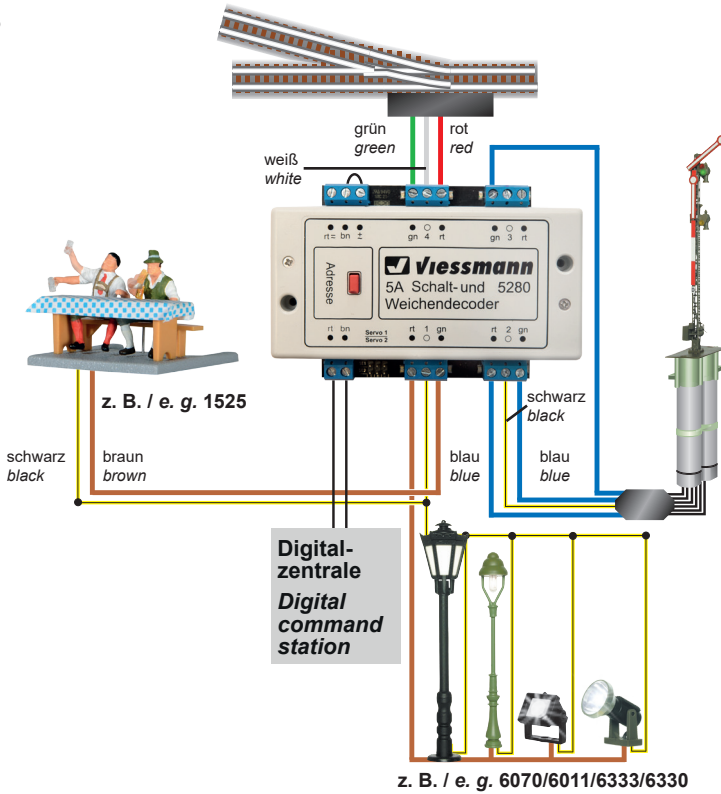 grün
green
rot
red
weiß
white
rt= bn ±
gn 4 rt
gn 3 rt
Adresse
Viessmann
5A Schalt- und 5280
Weichendecoder
rt bn
Servo 1
Servo 2
rt 1 gn
rt 2 gn
z. B. / e. g. 1525
schwarz
black
schwarz
black
braun
brown
blau
blue
blau
blue
Digital-
zentrale
Digital
command
station
z. B. / e. g. 6070/6011/6333/6330